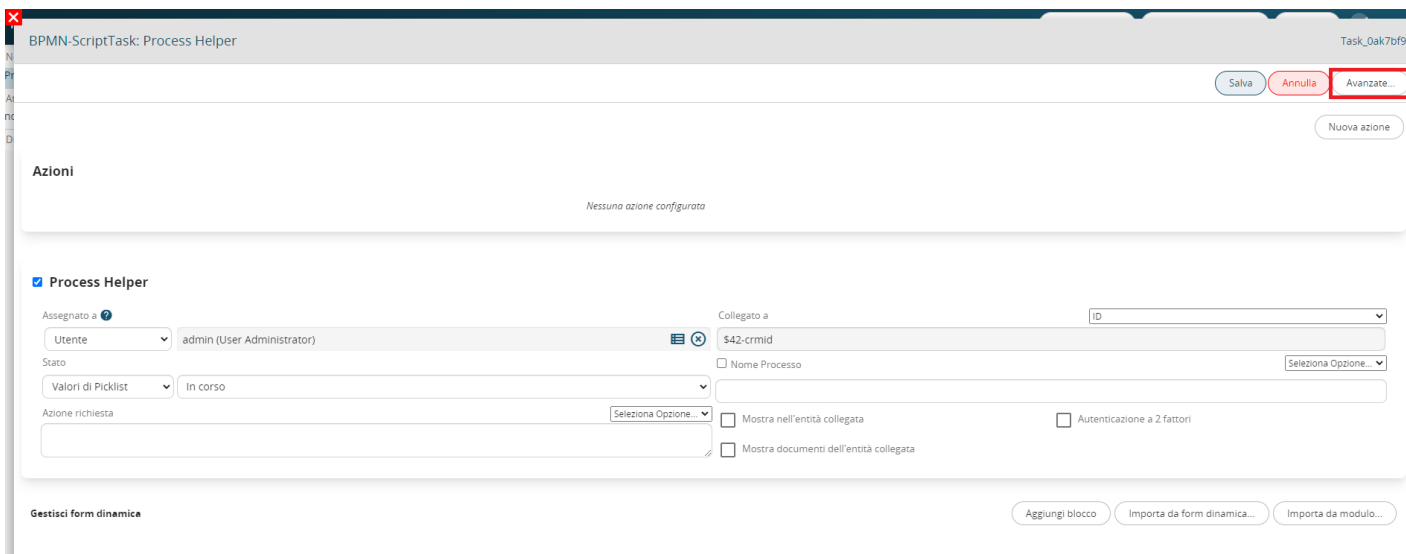 BPMN-ScriptTask: Process Helper Task_0ak7bf9
Salva Annulla Avanzate...
Nuova azione
Azioni
Nessuna azione configurata
Process Helper
Assegnato a ? Collegato a ID
Utente admin (User Administrator) $42-crmid
Stato Nome Processo Seleziona Opzione...
Valori di Picklist In corso
Azione richiesta Seleziona Opzione... Mostra nell'entità collegata Autenticazione a 2 fattori
Mostra documenti dell'entità collegata
Gestisci form dinamica Aggiungi blocco Importa da form dinamica... Importa da modulo...